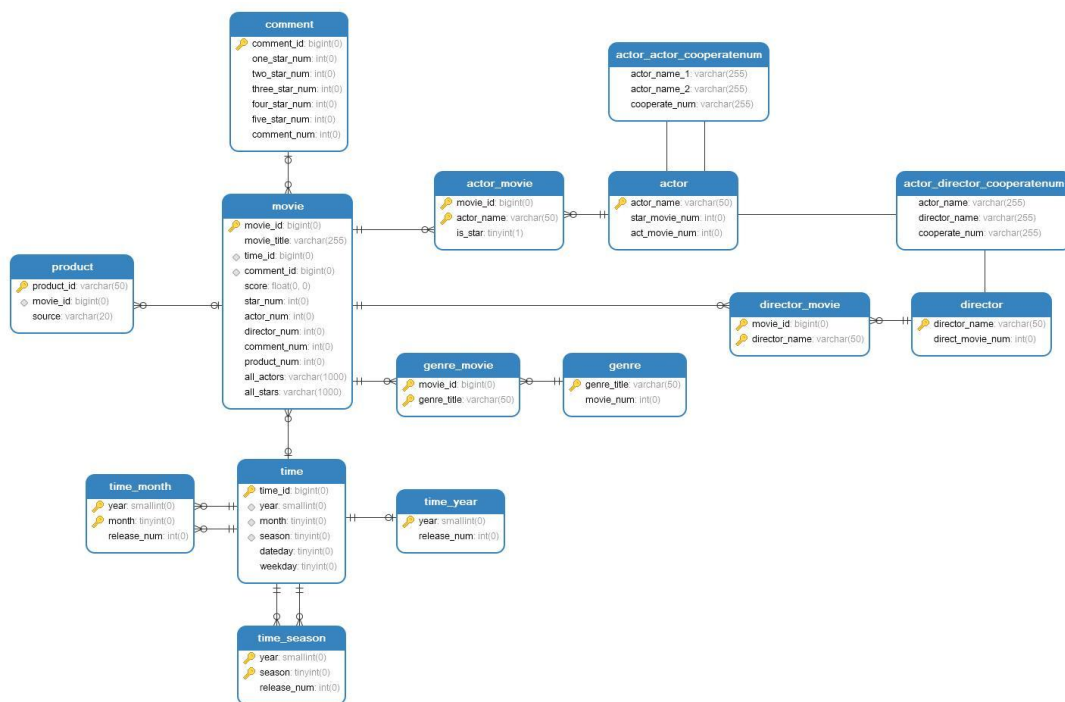 comment
comment_id: bigint(0)
one_star_num: int(0)
two_star_num: int(0)
three_star_num: int(0)
four_star_num: int(0)
five_star_num: int(0)
comment_num: int(0)
actor_actor_cooperatenum
actor_name_1: varchar(255)
actor_name_2: varchar(255)
cooperate_num: varchar(255)
actor_movie
movie_id: bigint(0)
actor_name: varchar(50)
is_star: tinyint(1)
actor
actor_name: varchar(50)
star_movie_num: int(0)
act_movie_num: int(0)
actor_director_cooperatenum
actor_name: varchar(255)
director_name: varchar(255)
cooperate_num: varchar(255)
movie
movie_id: bigint(0)
movie_title: varchar(255)
time_id: bigint(0)
comment_id: bigint(0)
score: float(0, 0)
star_num: int(0)
actor_num: int(0)
director_num: int(0)
comment_num: int(0)
product_num: int(0)
all_actors: varchar(1000)
all_stars: varchar(1000)
product
product_id: varchar(50)
movie_id: bigint(0)
source: varchar(20)
director_movie
movie_id: bigint(0)
director_name: varchar(50)
director
director_name: varchar(50)
direct_movie_num: int(0)
genre_movie
movie_id: bigint(0)
genre_title: varchar(50)
genre
genre_title: varchar(50)
movie_num: int(0)
time_month
year: smallint(0)
month: tinyint(0)
release_num: int(0)
time
time_id: bigint(0)
year: smallint(0)
month: tinyint(0)
season: tinyint(0)
dateday: tinyint(0)
weekday: tinyint(0)
time_year
year: smallint(0)
release_num: int(0)
time_season
year: smallint(0)
season: tinyint(0)
release_num: int(0)